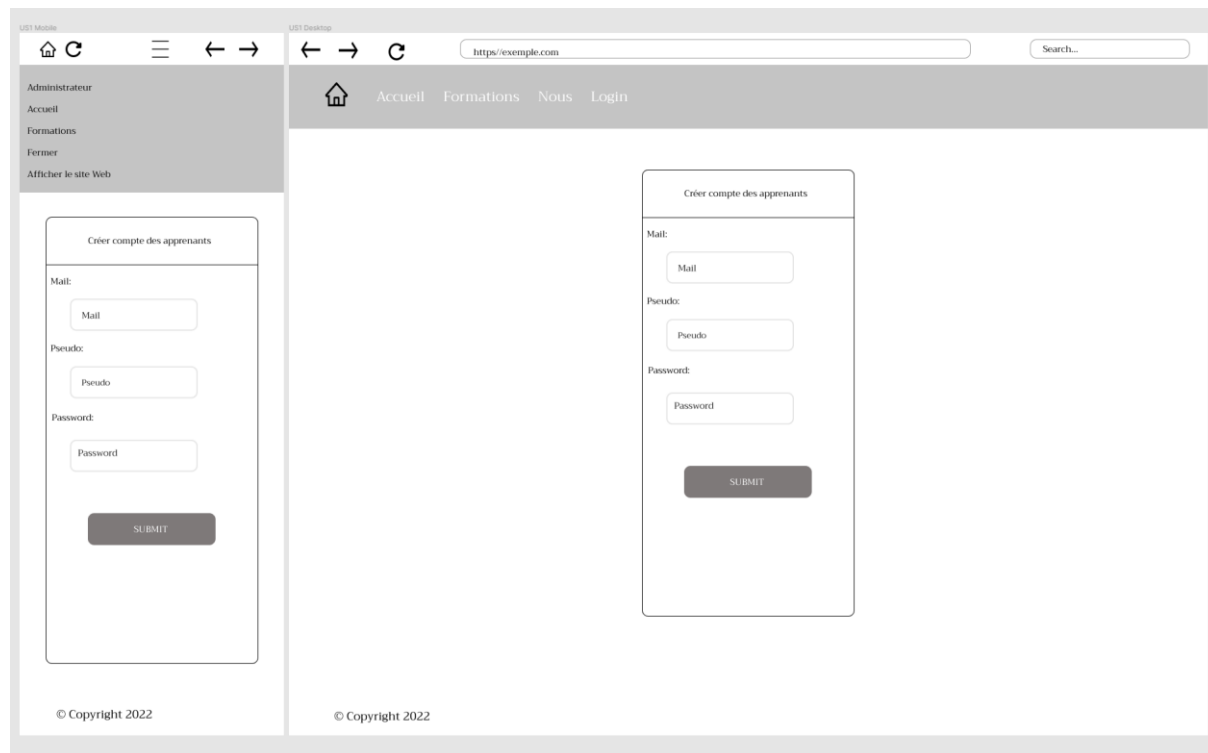 US1 Mobile
Administrateur
Accueil
Formations
Fermer
Afficher le site Web
Créer compte des apprenants
Mail:
Mail
Pseudo:
Pseudo
Password:
Password
SUBMIT
© Copyright 2022
US1 Desktop
https//exemple.com
Search...
Accueil Formations Nous Login
Créer compte des apprenants
Mail:
Mail
Pseudo:
Pseudo
Password:
Password
SUBMIT
© Copyright 2022